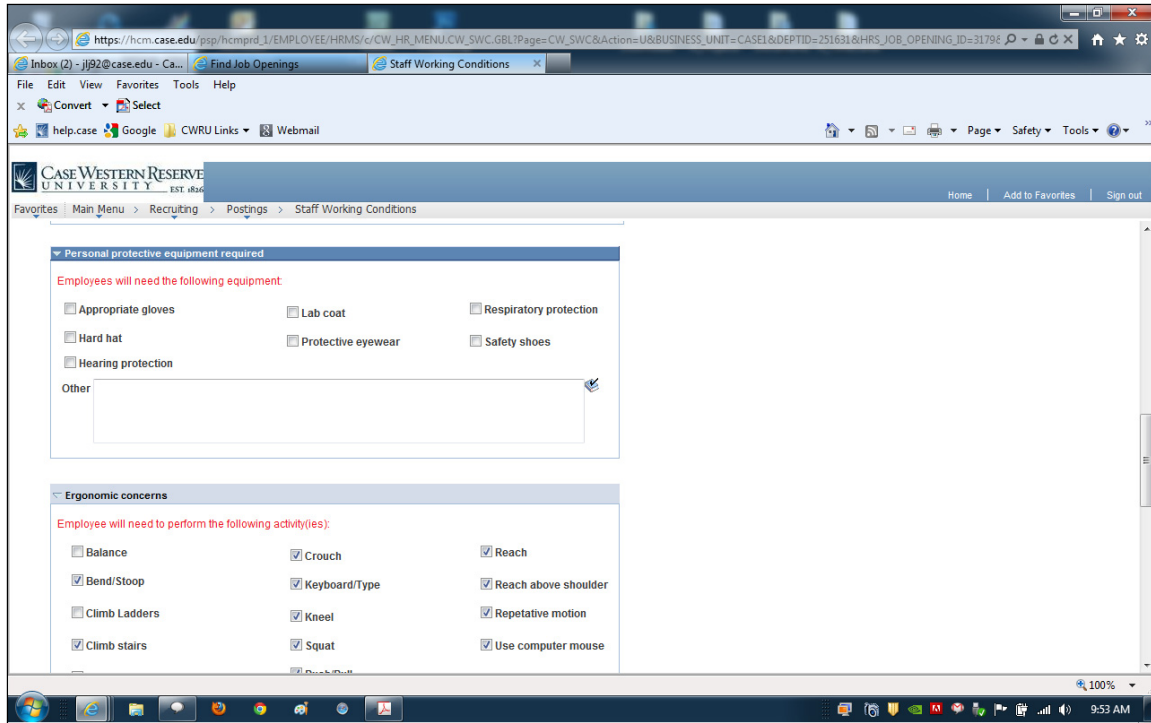 https://hcm.case.edu/psp/hcmprd_1/EMPLOYEE/HRMS/c/CW_HR_MENU.CW_SWC.GBL?Page=CW_SWC&Action=U&BUSINESS_UNIT=CASE1&DEPTID=251631&HRS_JOB_OPENING_ID=3179
Inbox (2) - jlj92@case.edu - Ca... Find Job Openings Staff Working Conditions
File Edit View Favorites Tools Help
Convert Select
help.case Google CWRU Links Webmail Page Safety Tools
CASE WESTERN RESERVE
UNIVERSITY EST. 1826
Home | Add to Favorites | Sign out
Favorites Main Menu > Recruiting > Postings > Staff Working Conditions
Personal protective equipment required
Employees will need the following equipment:
Appropriate gloves Lab coat Respiratory protection
Hard hat Protective eyewear Safety shoes
Hearing protection
Other
Ergonomic concerns
Employee will need to perform the following activity(ies):
Balance Crouch Reach
Bend/Stoop Keyboard/Type Reach above shoulder
Climb Ladders Kneel Repetative motion
Climb stairs Squat Use computer mouse
Push/Pull
100%
9:53 AM